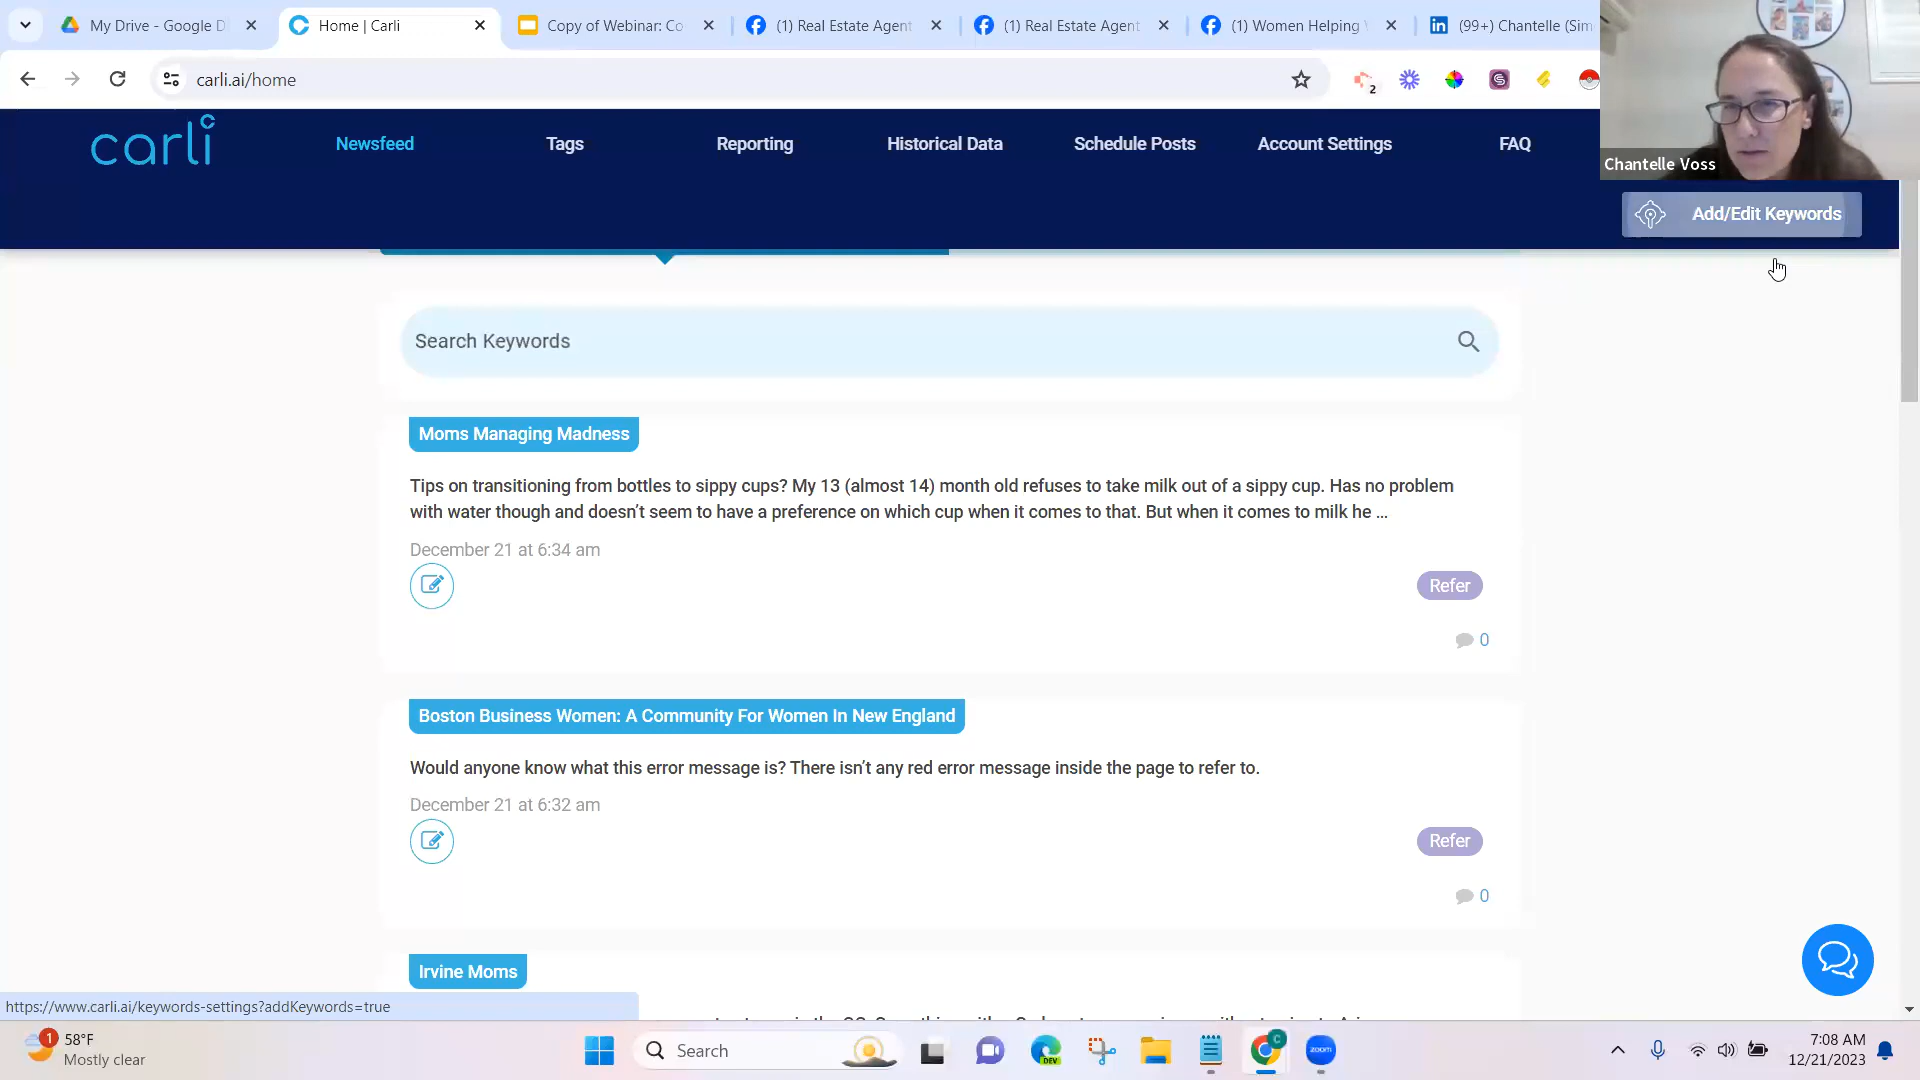 My Drive - Google D
Home | Carli
Copy of Webinar: Co
(1) Real Estate Agent
(1) Real Estate Agent
(1) Women Helping
(99+) Chantelle (Sim
carli.ai/home
2
carli
Newsfeed
Tags
Reporting
Historical Data
Schedule Posts
Account Settings
FAQ
Chantelle Voss
Add/Edit Keywords
Search Keywords
Moms Managing Madness
Tips on transitioning from bottles to sippy cups? My 13 (almost 14) month old refuses to take milk out of a sippy cup. Has no problem
with water though and doesn't seem to have a preference on which cup when it comes to that. But when it comes to milk he ...
December 21 at 6:34 am
Refer
0
Boston Business Women: A Community For Women In New England
Would anyone know what this error message is? There isn't any red error message inside the page to refer to.
December 21 at 6:32 am
Refer
0
Irvine Moms
https://www.carli.ai/keywords-settings?addKeywords=true
1
58°F
Mostly clear
Search
DEV
C
zoom
7:08 AM
12/21/2023